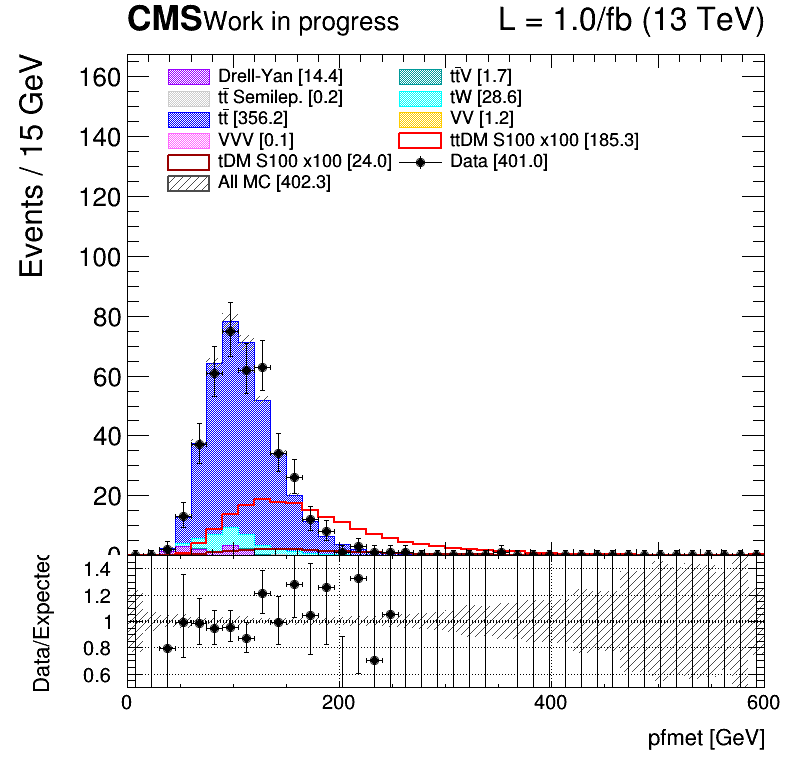 CMS Work in progress L = 1.0/fb (13 TeV)
Events / 15 GeV
160
140
120
100
80
60
40
20
0
Drell-Yan [14.4] tt̄V [1.7]
tt̄ Semilep. [0.2] tW [28.6]
tt̄ [356.2] VV [1.2]
VVV [0.1] ttDM S100 x100 [185.3]
tDM S100 x100 [24.0] Data [401.0]
All MC [402.3]
Data/Expected
1.4
1.2
1
0.8
0.6
0 200 400 600
pfmet [GeV]